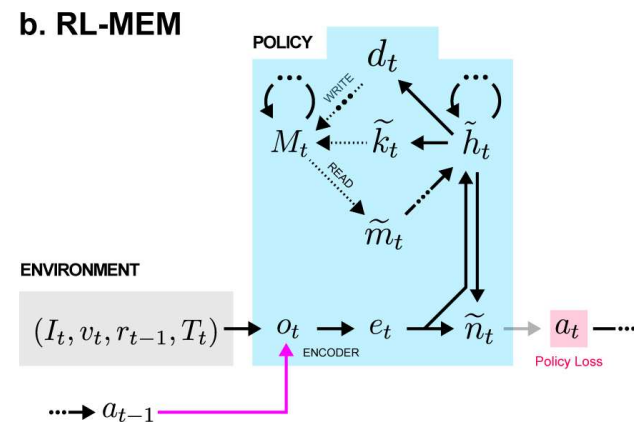 b. RL-MEM
POLICY
d_t
WRITE
M_t
k̃_t
h̃_t
READ
m̃_t
ENVIRONMENT
(I_t, v_t, r_{t-1}, T_t)
o_t
e_t
ñ_t
a_t
ENCODER
Policy Loss
a_{t-1}